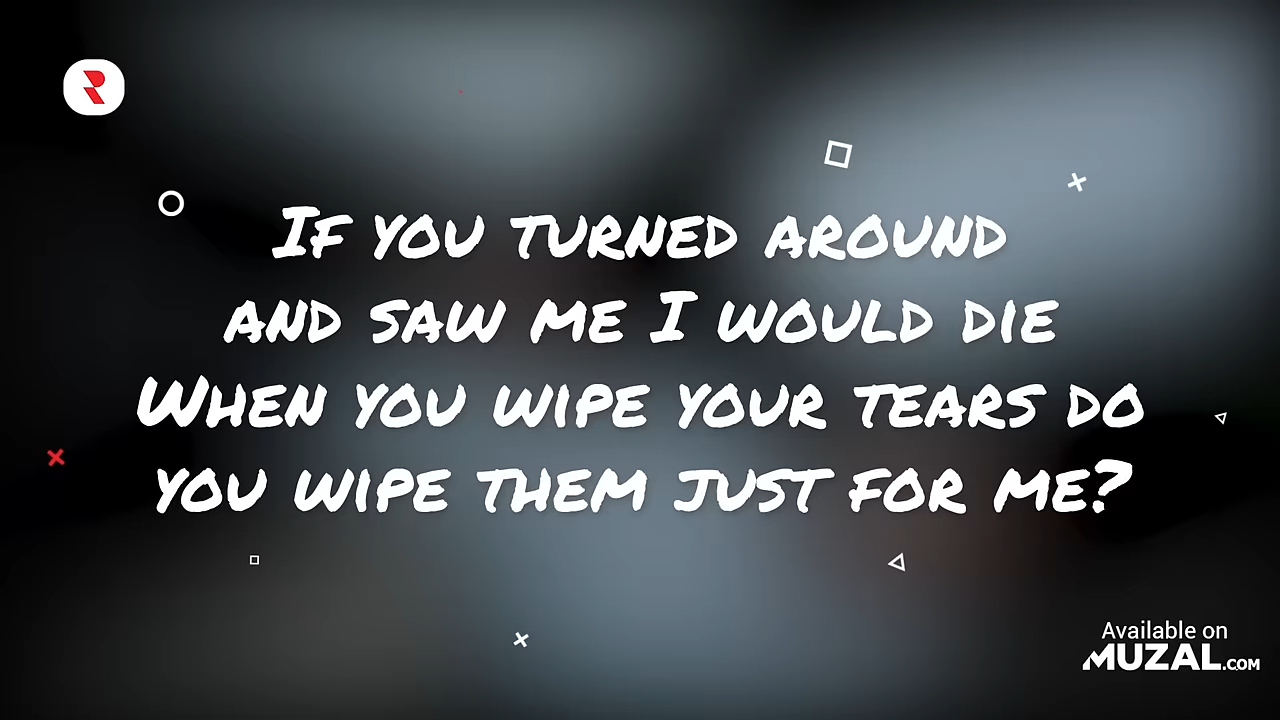 If you turned around
and saw me I would die
When you wipe your tears do
you wipe them just for me?
Available on
MUZAL.COM